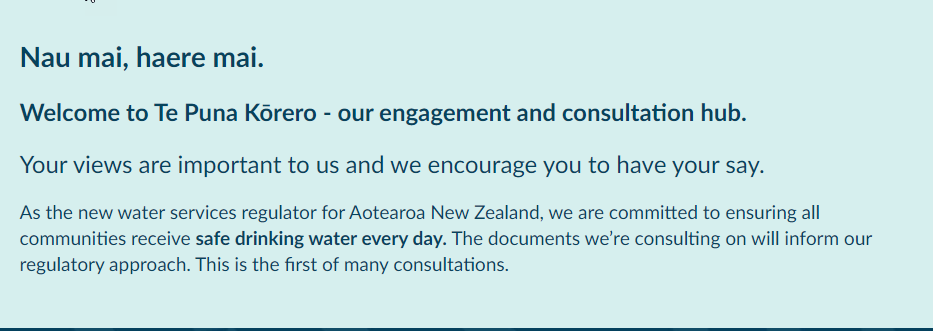 Nau mai, haere mai.
Welcome to Te Puna Kōrero - our engagement and consultation hub.
Your views are important to us and we encourage you to have your say.
As the new water services regulator for Aotearoa New Zealand, we are committed to ensuring all
communities receive safe drinking water every day. The documents we’re consulting on will inform our
regulatory approach. This is the first of many consultations.